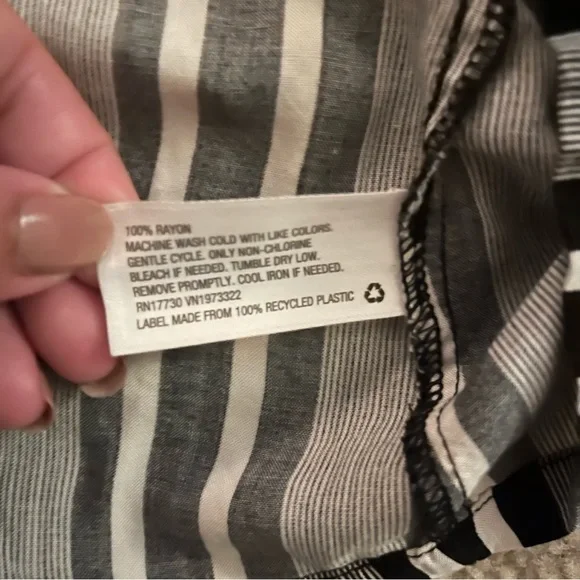 100% RAYON
MACHINE WASH COLD WITH LIKE COLORS.
GENTLE CYCLE. ONLY NON-CHLORINE
BLEACH IF NEEDED. TUMBLE DRY LOW.
REMOVE PROMPTLY. COOL IRON IF NEEDED.
RN17730 VN1973322
LABEL MADE FROM 100% RECYCLED PLASTIC